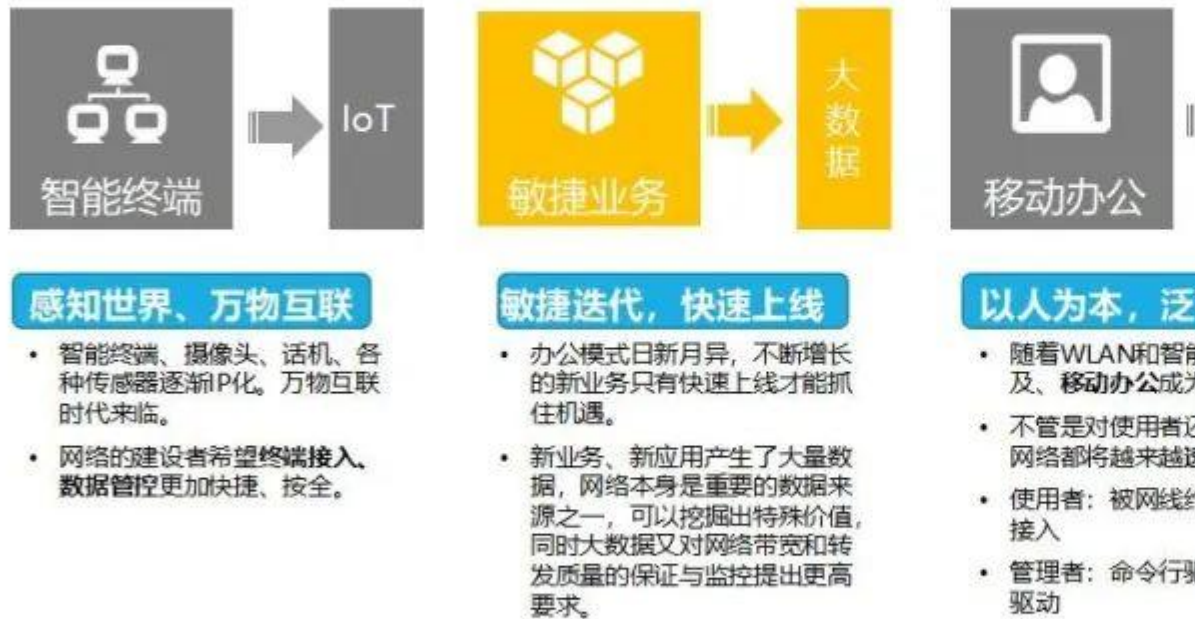 智能终端
IoT
敏捷业务
大数据
移动办公
感知世界、万物互联
• 智能终端、摄像头、话机、各
种传感器逐渐IP化。万物互联
时代来临。
• 网络的建设者希望终端接入、
数据管控更加快捷、按全。
敏捷迭代，快速上线
• 办公模式日新月异，不断增长
的新业务只有快速上线才能抓
住机遇。
• 新业务、新应用产生了大量数
据，网络本身是重要的数据来
源之一，可以挖掘出特殊价值，
同时大数据又对网络带宽和转
发质量的保证与监控提出更高
要求。
以人为本，泛
• 随着WLAN和智能
及、移动办公成为
• 不管是对使用者还
网络都将越来越透
• 使用者：被网线
接入
• 管理者：命令行驱
驱动